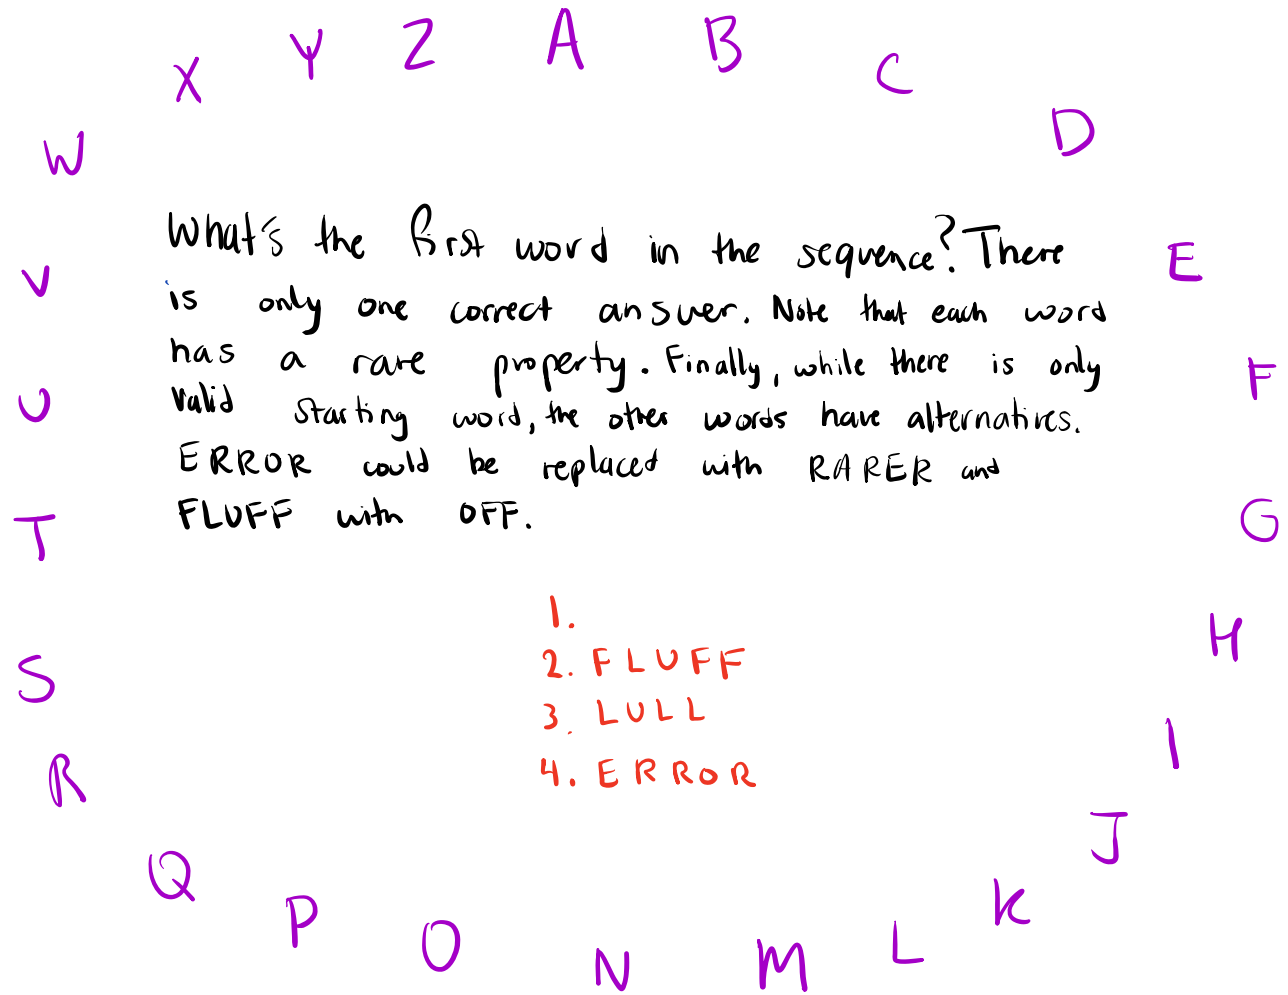 X Y Z A B C
W D
What's the first word in the sequence? There
V E
is only one correct answer. Note that each word
has a rare property. Finally, while there is only
F
U valid starting word, the other words have alternatives.
ERROR could be replaced with RARER and
FLUFF with OFF.
T G
1.
H
2. FLUFF
S
3. LULL
I
4. ERROR
R
J
Q K
P L
O N M